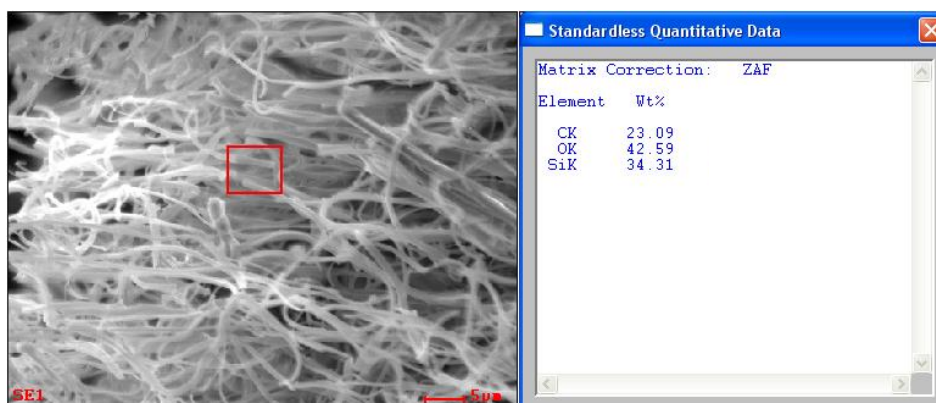 SE1
5μm
Standardless Quantitative Data
Matrix Correction: ZAF
Element Wt%
CK 23.09
OK 42.59
SiK 34.31